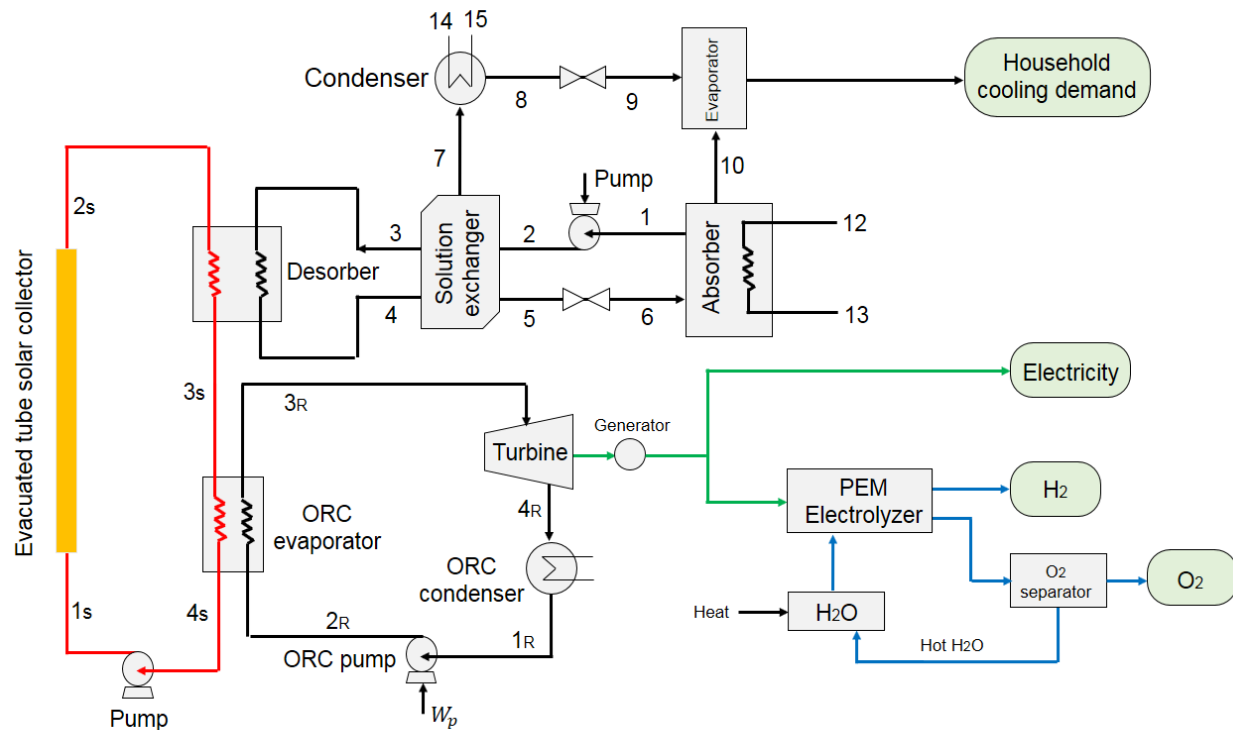 14 15
Condenser
8
9
Evaporator
Household
cooling demand
7
10
Pump
2s
3
2
1
12
Desorber
Solution
exchanger
Absorber
4
5
6
13
Evacuated tube solar collector
3s
3R
Electricity
Generator
Turbine
PEM
Electrolyzer
H2
4R
ORC
evaporator
ORC
condenser
O2
separator
O2
1s
4s
Heat
H2O
2R
1R
Hot H2O
ORC pump
Pump
Wp